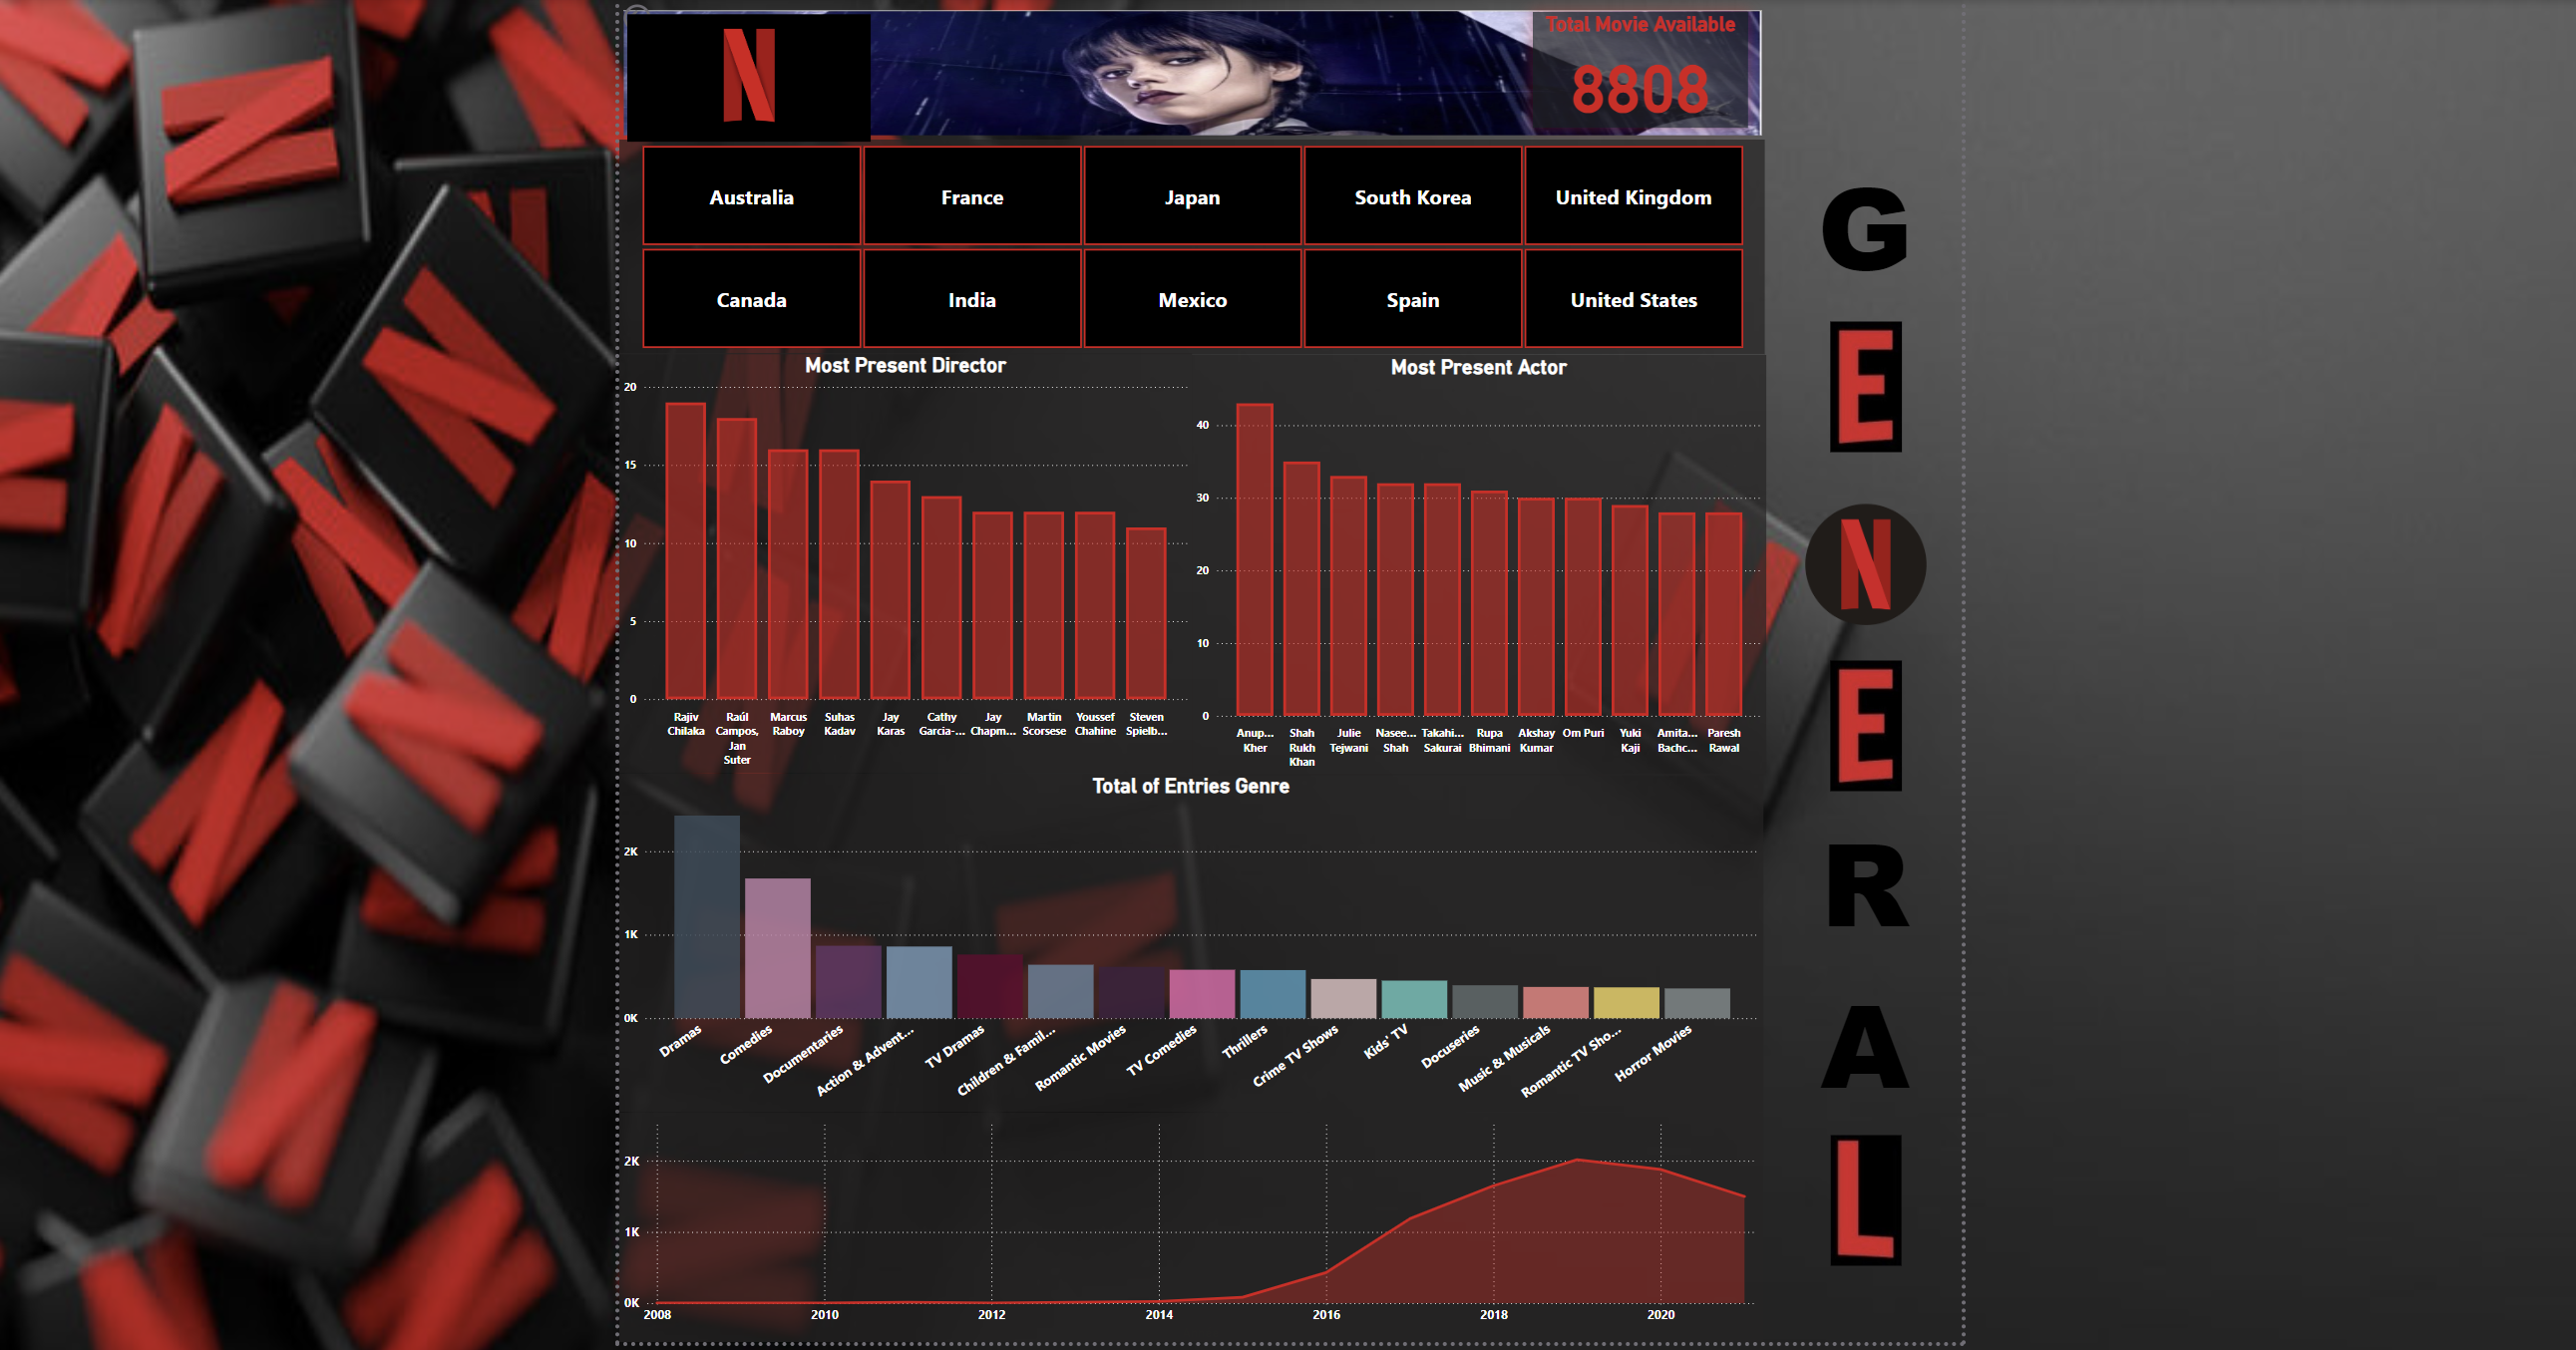 N
Total Movie Available
8808
Australia
France
Japan
South Korea
United Kingdom
Canada
India
Mexico
Spain
United States
Most Present Director
20
15
10
5
0
Rajiv
Chilaka
Raúl
Campos,
Jan
Suter
Marcus
Raboy
Suhas
Kadav
Jay
Karas
Cathy
Garcia-...
Jay
Chapm...
Martin
Scorsese
Youssef
Chahine
Steven
Spielb...
Most Present Actor
40
30
20
10
0
Anup...
Kher
Shah
Rukh
Khan
Julie
Tejwani
Nasee...
Shah
Takahi...
Sakurai
Rupa
Bhimani
Akshay
Kumar
Om Puri
Yuki
Kaji
Amita...
Bachc...
Paresh
Rawal
Total of Entries Genre
2K
1K
0K
Dramas
Comedies
Documentaries
Action & Advent...
TV Dramas
Children & Famil...
Romantic Movies
TV Comedies
Thrillers
Crime TV Shows
Kids' TV
Docuseries
Music & Musicals
Romantic TV Sho...
Horror Movies
2K
1K
0K
2008
2010
2012
2014
2016
2018
2020
G
E
N
E
R
A
L